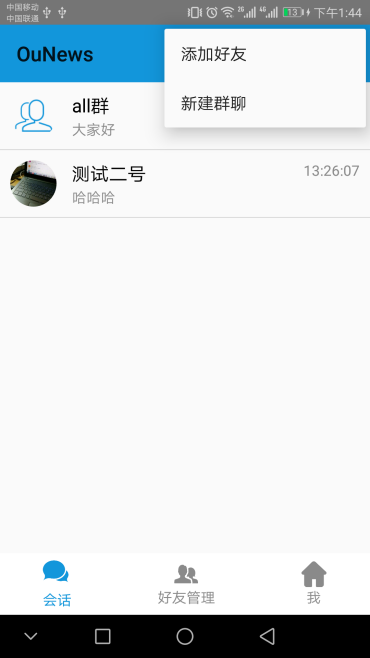 中国移动
中国联通
2G
4G
13
下午1:44
OuNews
添加好友
新建群聊
all群
大家好
测试二号
13:26:07
哈哈哈
会话
好友管理
我